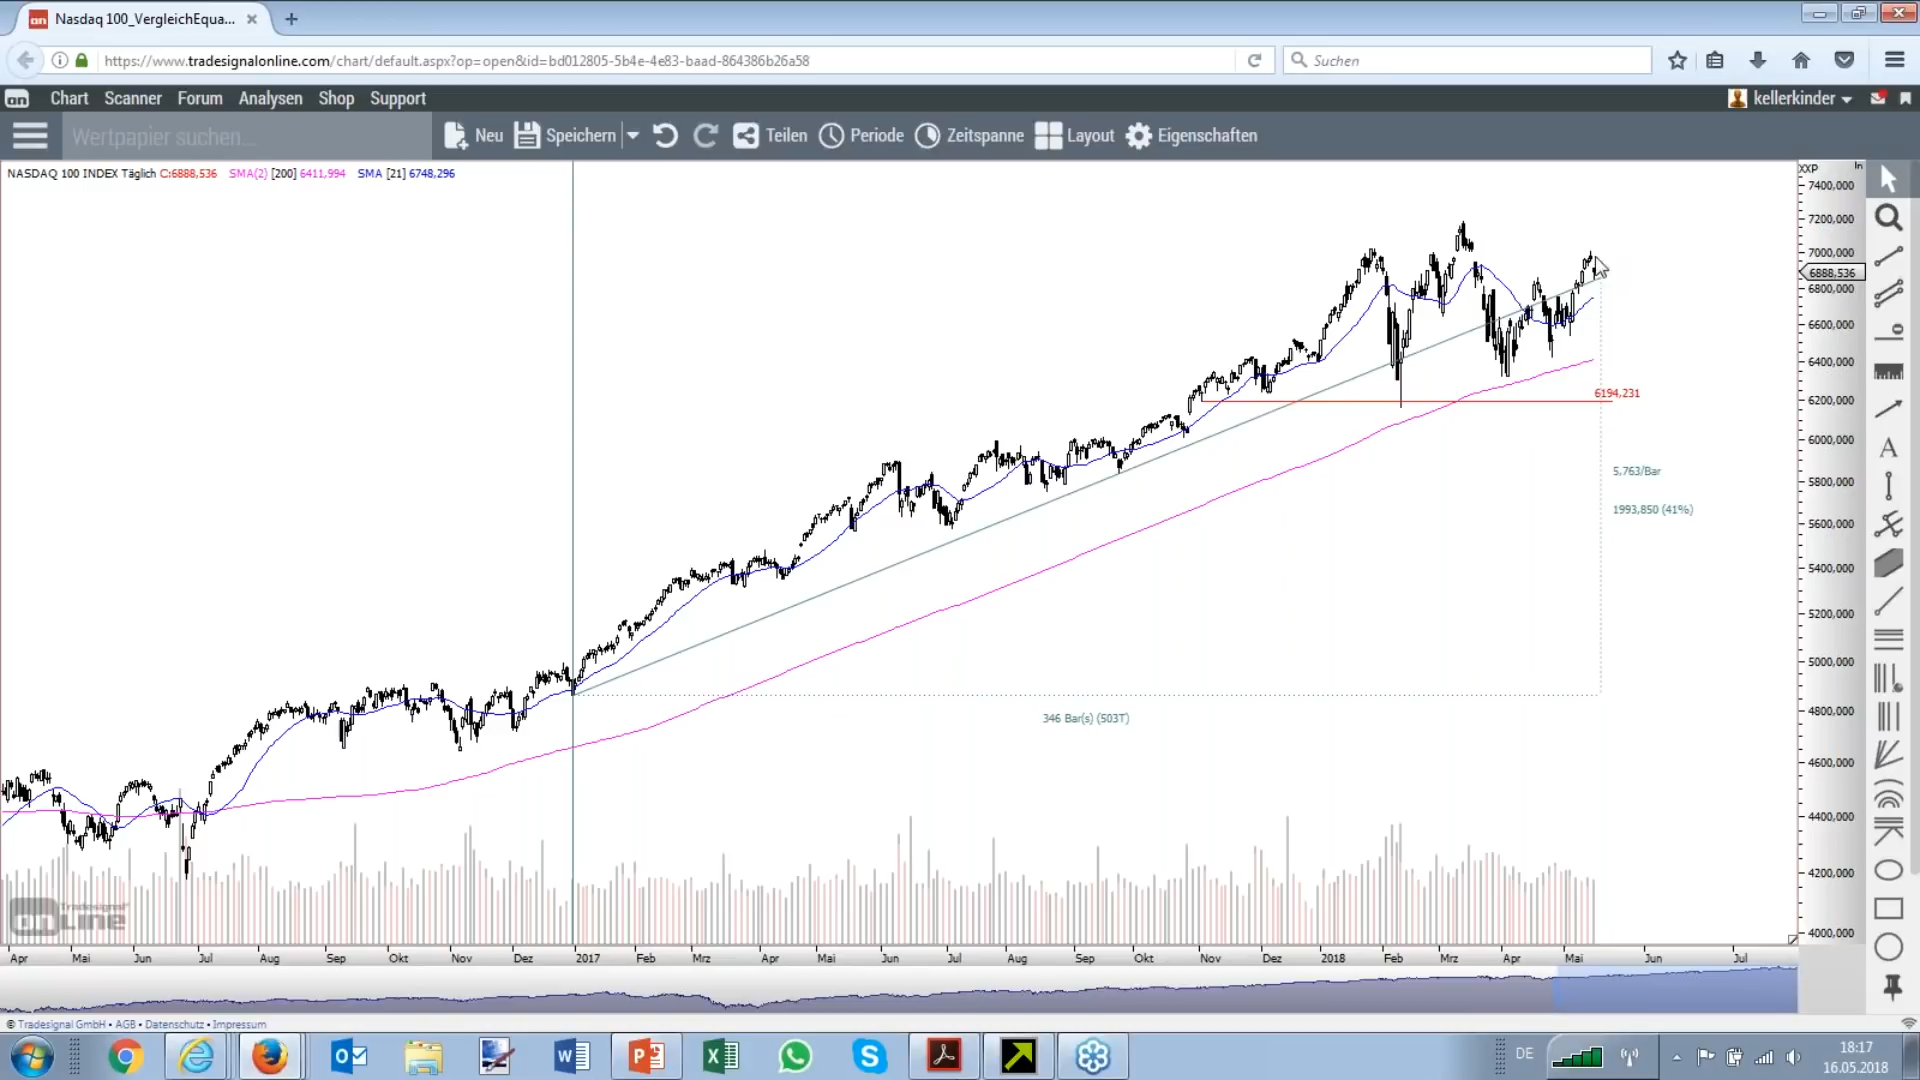 Nasdaq 100_VergleichEqua...
https://www.tradesignalonline.com/chart/default.aspx?op=open&id=bd012805-5b4e-4e83-baad-864386b26a58
Suchen
on Chart Scanner Forum Analysen Shop Support
kellerkinder
Wertpapier suchen...
Neu Speichern Teilen Periode Zeitspanne Layout Eigenschaften
NASDAQ 100 INDEX Täglich C:6888,536 SMA(2) [200] 6411,994 SMA [21] 6748,296
XXP ln
7400,000
7200,000
7000,000
6888,536
6800,000
6600,000
6400,000
6194,231
6200,000
6000,000
5,763/Bar
5800,000
1993,850 (41%)
5600,000
5400,000
5200,000
5000,000
346 Bar(s) (503T)
4800,000
4600,000
4400,000
4200,000
Tradesignal
on LINE
4000,000
Apr Mai Jun Jul Aug Sep Okt Nov Dez 2017 Feb Mrz Apr Mai Jun Jul Aug Sep Okt Nov Dez 2018 Feb Mrz Apr Mai Jun Jul
© Tradesignal GmbH • AGB • Datenschutz • Impressum
DE
18:17
16.05.2018